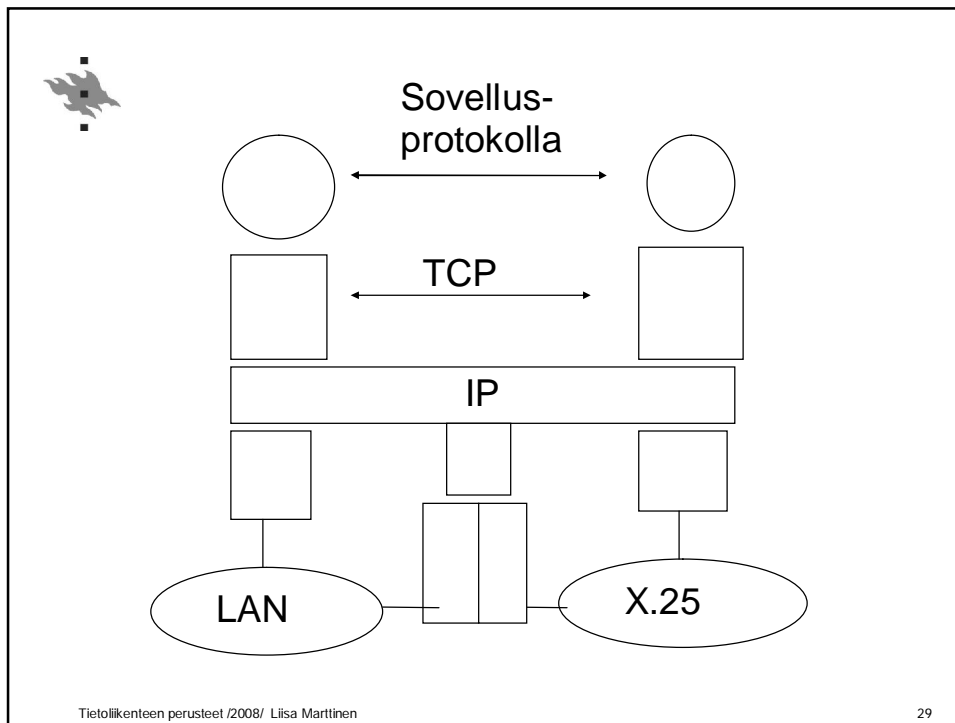 Sovellus-
protokolla
TCP
IP
LAN
X.25
Tietoliikenteen perusteet /2008/ Liisa Marttinen
29